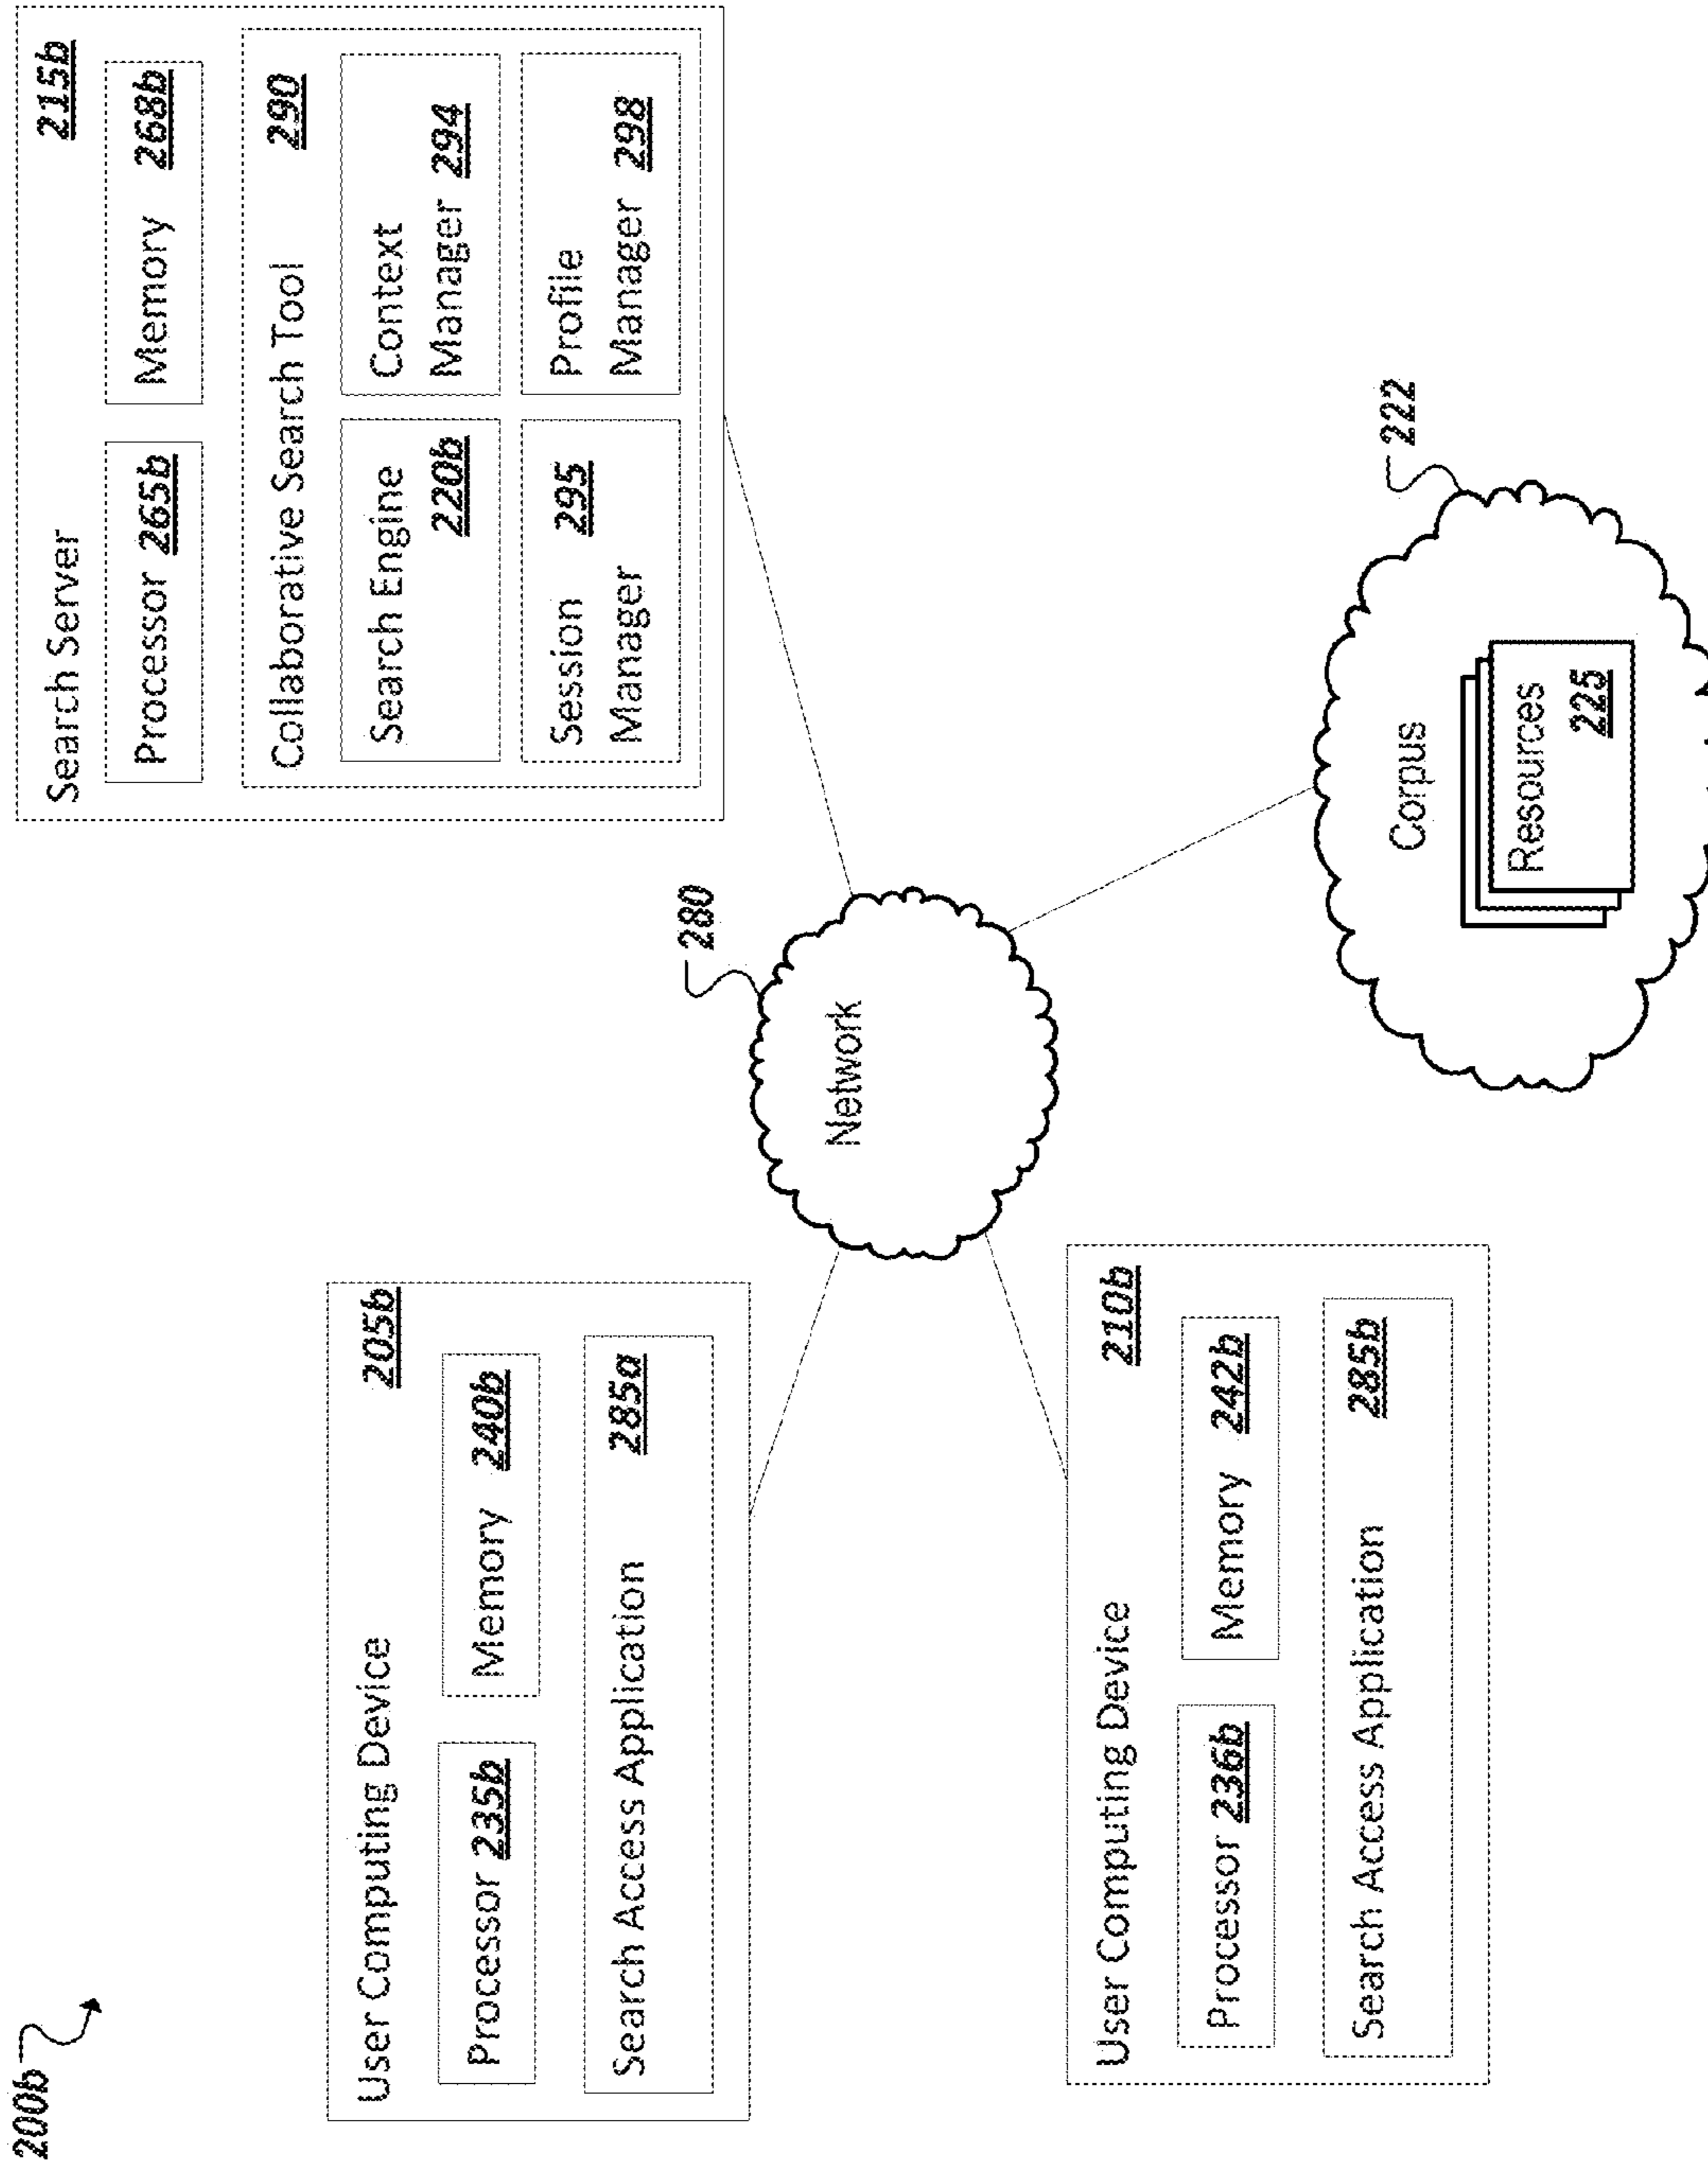 200b
User Computing Device 205b
Processor 235b
Memory 240b
Search Access Application 285a
User Computing Device 210b
Processor 236b
Memory 242b
Search Access Application 285b
280
Network
Search Server 215b
Processor 265b
Memory 268b
Collaborative Search Tool 290
Search Engine
220b
Context
Manager 294
Session 295
Manager
Profile
Manager 298
222
Corpus
Resources
225